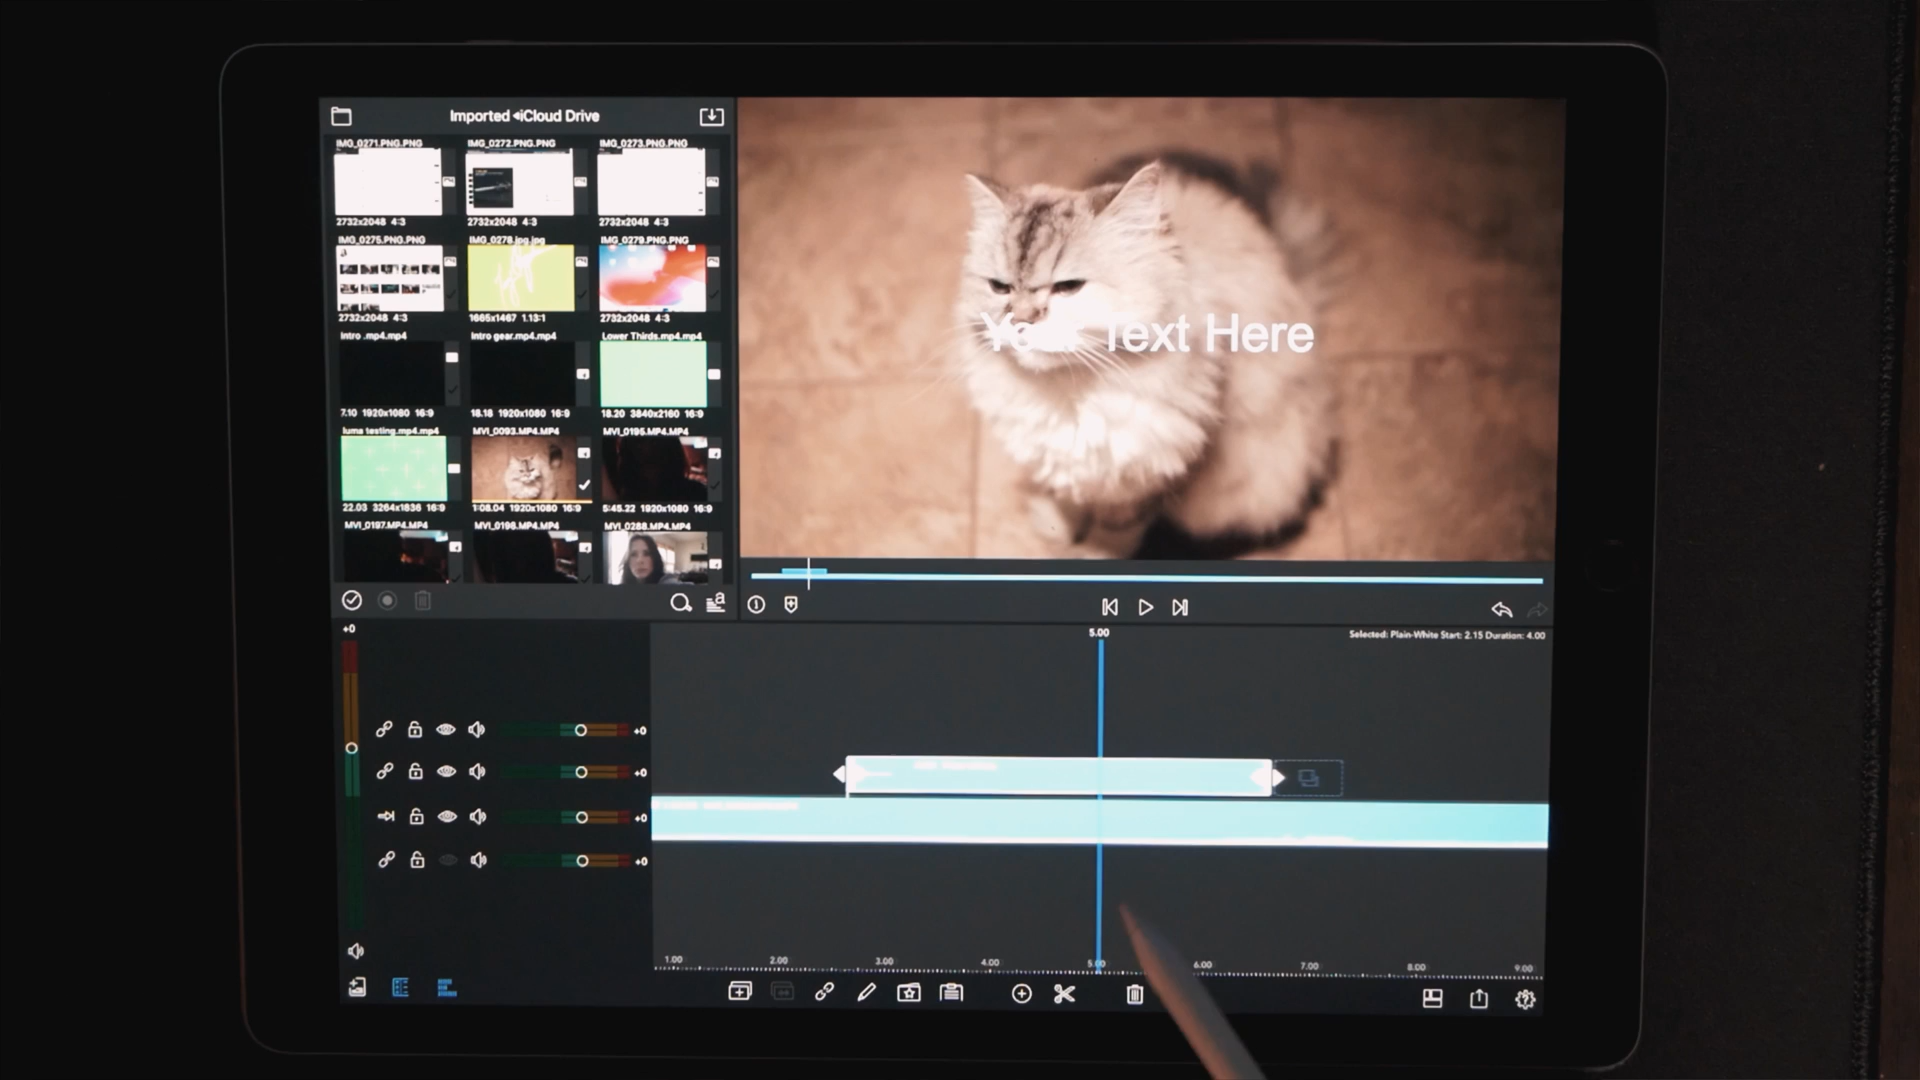 Imported ◂iCloud Drive
IMG_0271.PNG.PNG IMG_0272.PNG.PNG IMG_0273.PNG.PNG
2732x2048 4:3 2732x2048 4:3 2732x2048 4:3
IMG_0275.PNG.PNG IMG_0278.jpg.jpg IMG_0279.PNG.PNG
2732x2048 4:3 1665x1467 1.13:1 2732x2048 4:3
Intro .mp4.mp4 Intro gear.mp4.mp4 Lower Thirds.mp4.mp4
7.10 1920x1080 16:9 18.18 1920x1080 16:9 18.20 3840x2160 16:9
luma testing.mp4.mp4 MVI_0093.MP4.MP4 MVI_0195.MP4.MP4
22.03 3264x1836 16:9 1:08.04 1920x1080 16:9 5:45.22 1920x1080 16:9
MVI_0197.MP4.MP4 MVI_0198.MP4.MP4 MVI_0288.MP4.MP4
Your Text Here
+0
5.00
Selected: Plain-White Start: 2.15 Duration: 4.00
+0
+0
+0
+0
1.00 2.00 3.00 4.00 5.00 6.00 7.00 8.00 9.00